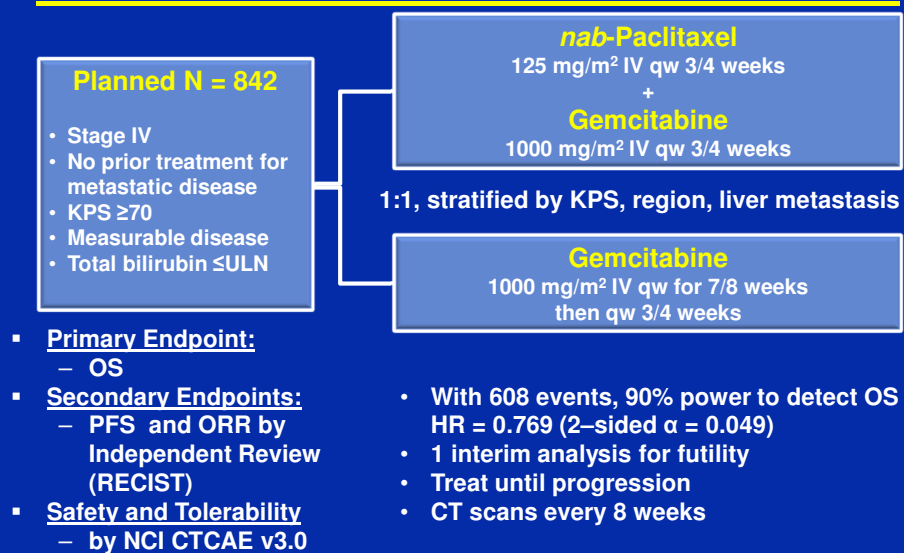 Planned N = 842
• Stage IV
• No prior treatment for
metastatic disease
• KPS ≥70
• Measurable disease
• Total bilirubin ≤ULN
nab-Paclitaxel
125 mg/m² IV qw 3/4 weeks
+
Gemcitabine
1000 mg/m² IV qw 3/4 weeks
1:1, stratified by KPS, region, liver metastasis
Gemcitabine
1000 mg/m² IV qw for 7/8 weeks
then qw 3/4 weeks
▪ Primary Endpoint:
– OS
▪ Secondary Endpoints:
– PFS and ORR by
Independent Review
(RECIST)
▪ Safety and Tolerability
– by NCI CTCAE v3.0
• With 608 events, 90% power to detect OS
HR = 0.769 (2–sided α = 0.049)
• 1 interim analysis for futility
• Treat until progression
• CT scans every 8 weeks